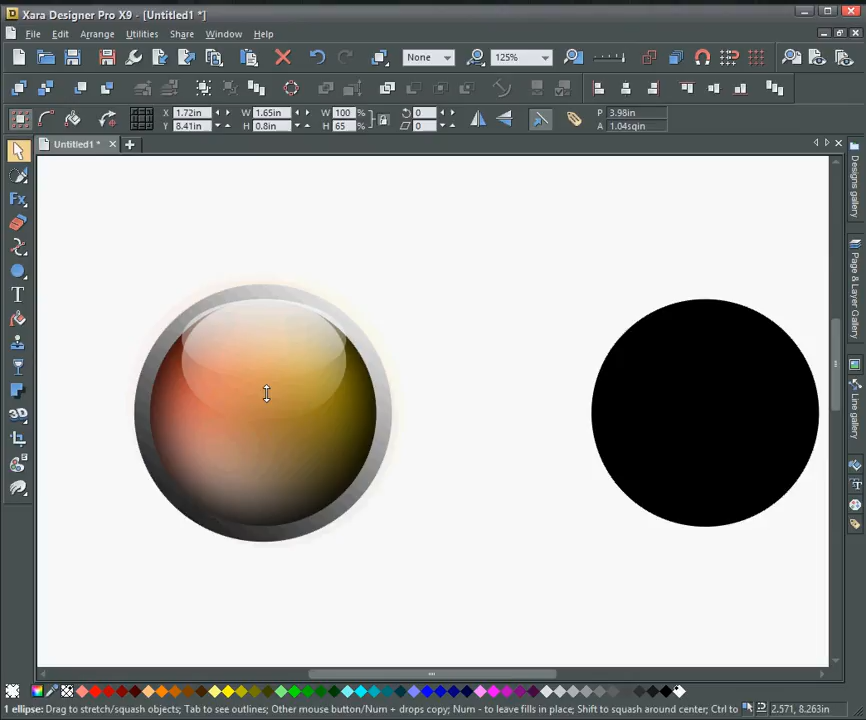 Xara Designer Pro X9 - [Untitled1 *]
File Edit Arrange Utilities Share Window Help
None 125%
X 1.72in W 1.65in W 100 % 0 P 3.98in
Y 8.41in H 0.8in H 65 % 0 A 1.04sqin
Untitled1 *
Designs gallery
Page & Layer Gallery
Line gallery
Fx
T
3D
1 ellipse: Drag to stretch/squash objects; Tab to see outlines; Other mouse button/Num + drops copy; Num - to leave fills in place; Shift to squash around center; Ctrl to 2.571, 8.263in